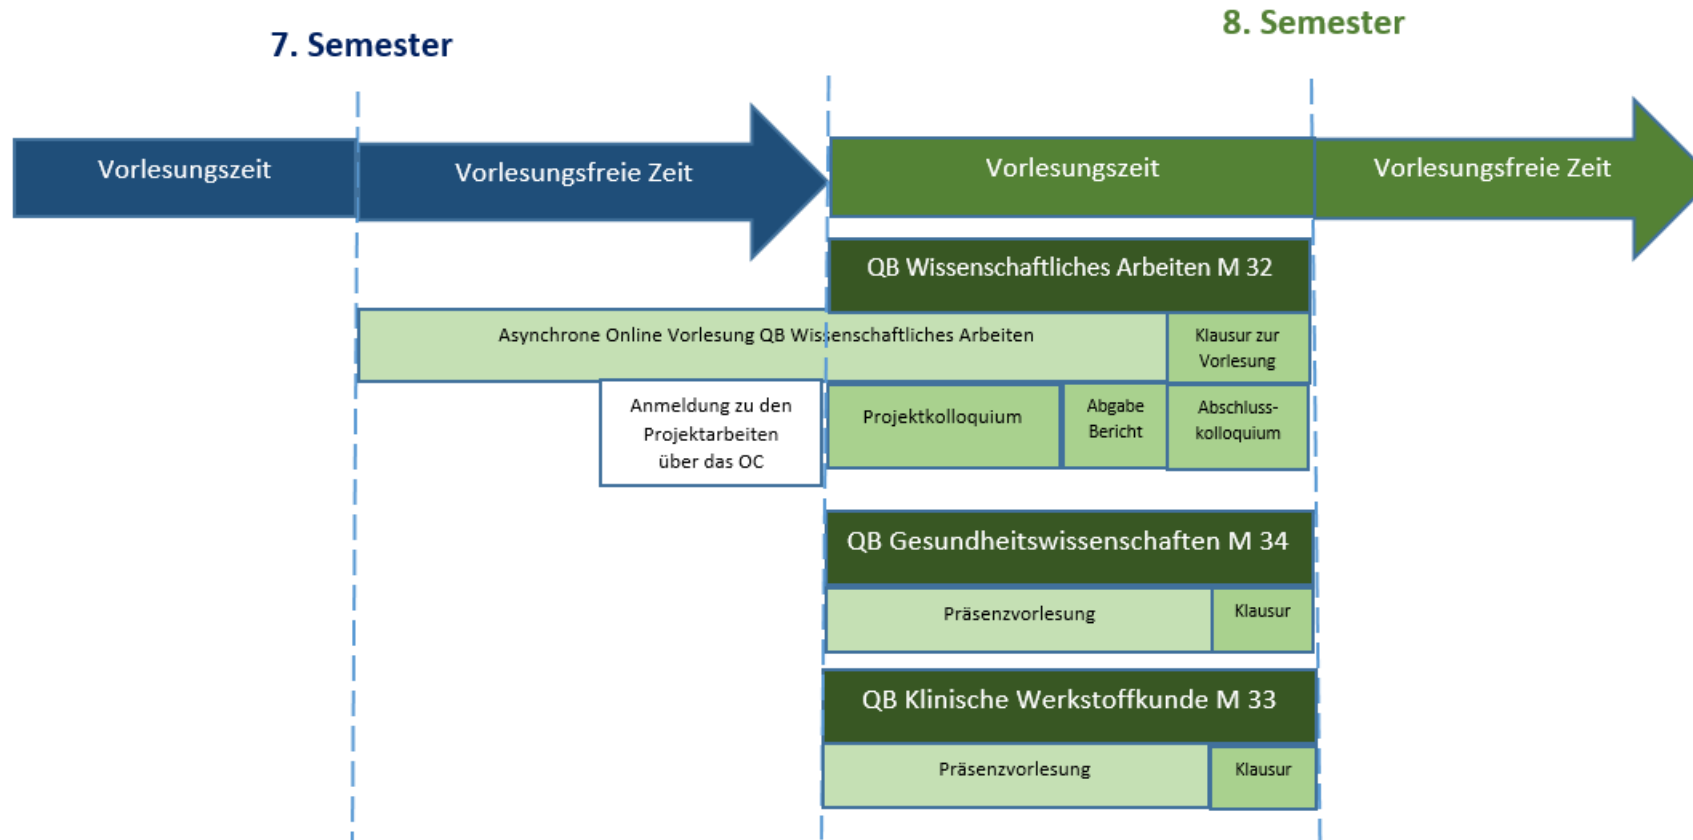 7. Semester
8. Semester
Vorlesungszeit
Vorlesungsfreie Zeit
Vorlesungszeit
Vorlesungsfreie Zeit
QB Wissenschaftliches Arbeiten M 32
Asynchrone Online Vorlesung QB Wissenschaftliches Arbeiten
Klausur zur
Vorlesung
Anmeldung zu den
Projektarbeiten
über das OC
Projektkolloquium
Abgabe
Bericht
Abschluss-
kolloquium
QB Gesundheitswissenschaften M 34
Präsenzvorlesung
Klausur
QB Klinische Werkstoffkunde M 33
Präsenzvorlesung
Klausur